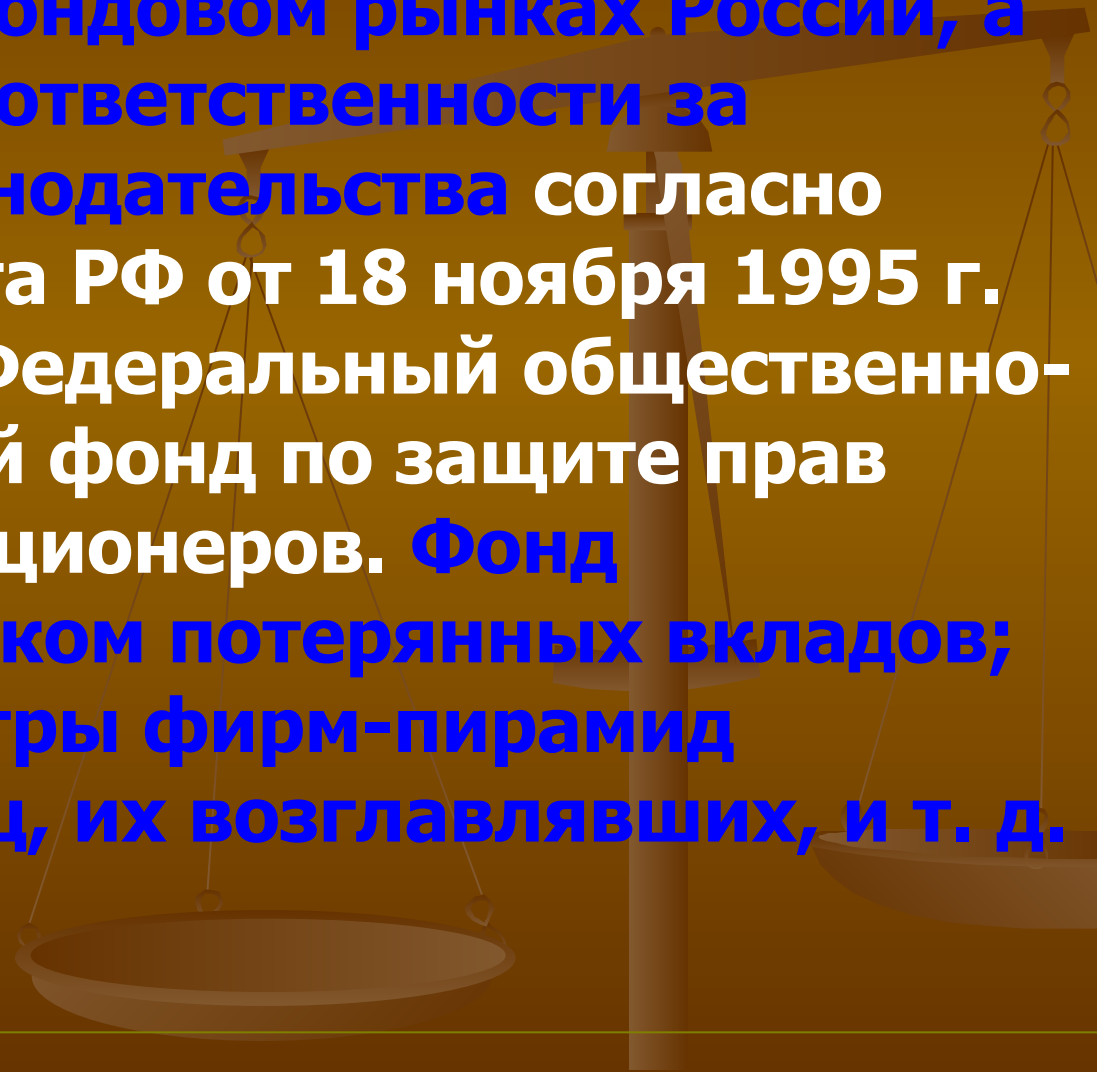 ондовом рынках России, а
ответственности за
нодательства согласно
та РФ от 18 ноября 1995 г.
Федеральный общественно-
й фонд по защите прав
ционеров. Фонд
ком потерянных вкладов;
тры фирм-пирамид
ц, их возглавлявших, и т. д.